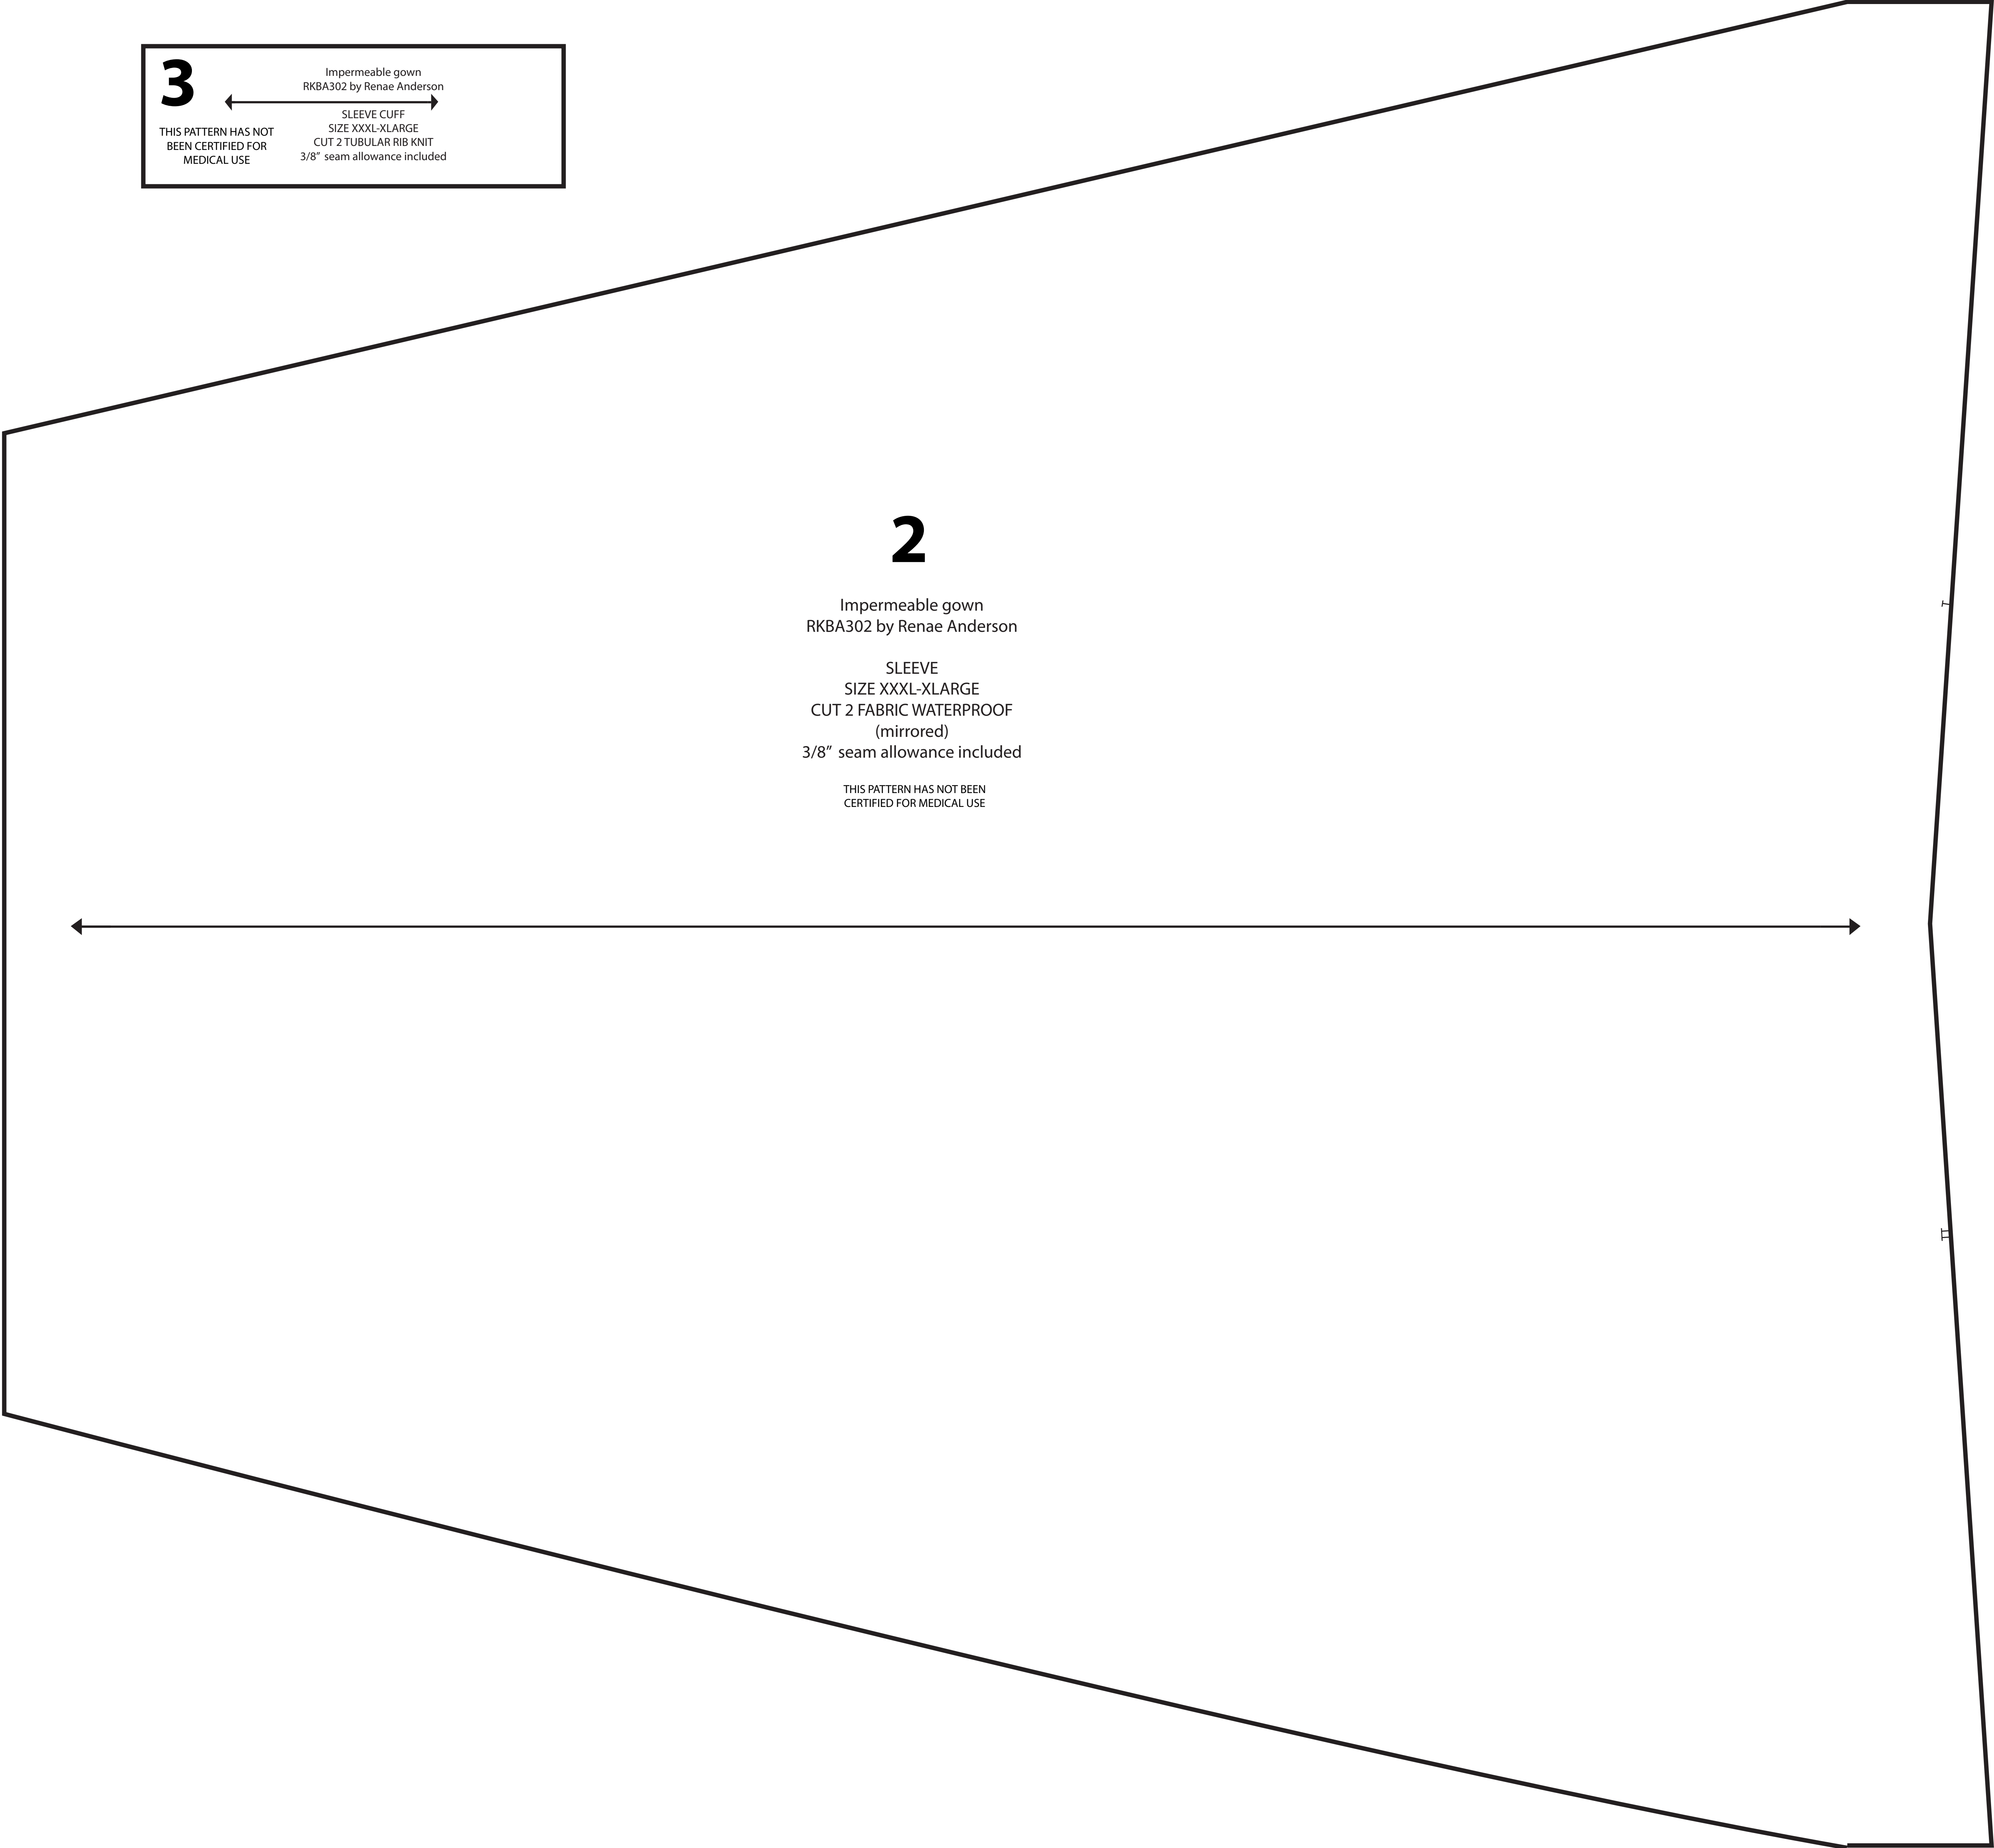 3
Impermeable gown
RKBA302 by Renae Anderson
SLEEVE CUFF
SIZE XXXL-XLARGE
CUT 2 TUBULAR RIB KNIT
3/8” seam allowance included
THIS PATTERN HAS NOT
BEEN CERTIFIED FOR
MEDICAL USE
2
Impermeable gown
RKBA302 by Renae Anderson
SLEEVE
SIZE XXXL-XLARGE
CUT 2 FABRIC WATERPROOF
(mirrored)
3/8” seam allowance included
THIS PATTERN HAS NOT BEEN
CERTIFIED FOR MEDICAL USE